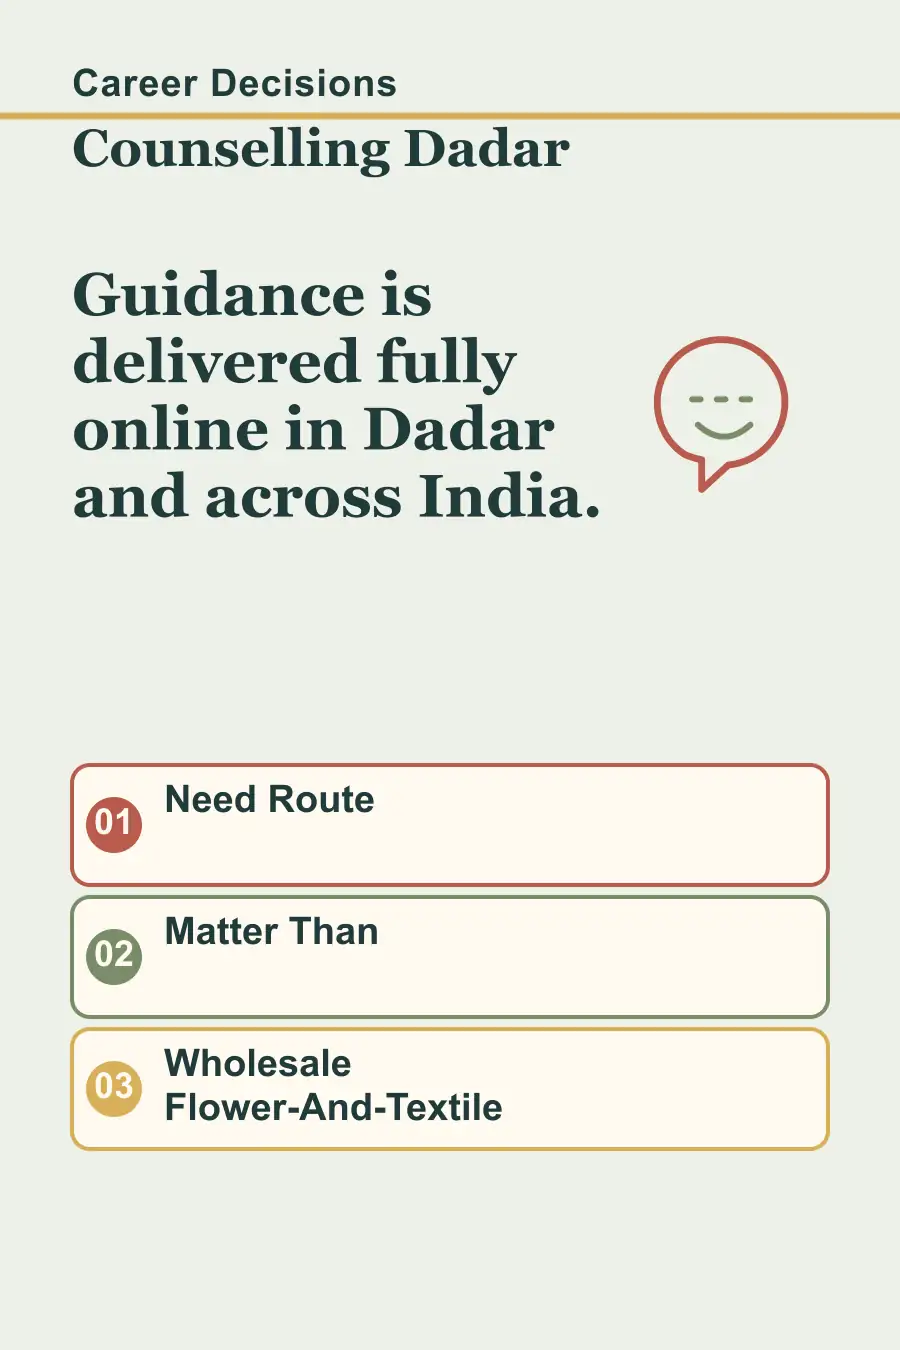 Career Decisions
Counselling Dadar
Guidance is
delivered fully
online in Dadar
and across India.
01
Need Route
02
Matter Than
03
Wholesale
Flower-And-Textile